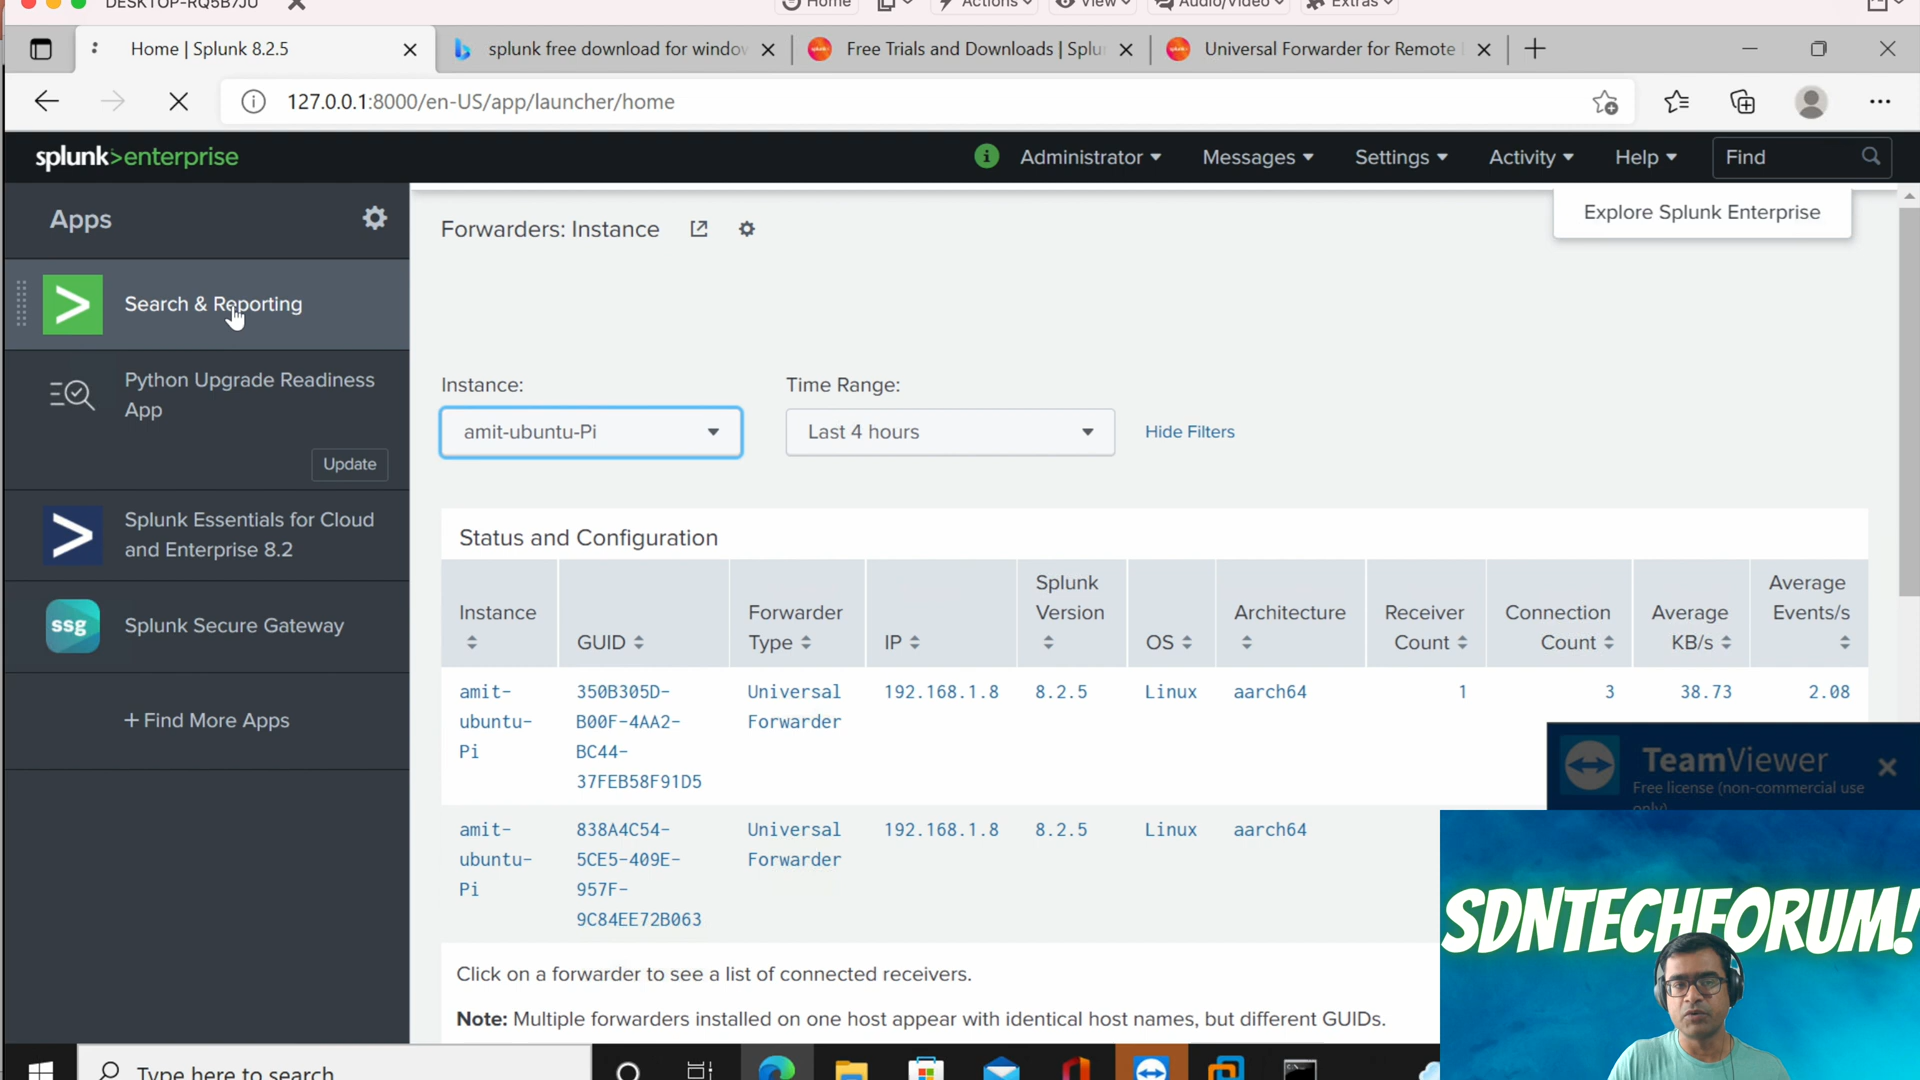 DESKTOP-RQ5B7JU
Home
Actions
View
Audio/Video
Extras
Home | Splunk 8.2.5
splunk free download for window
Free Trials and Downloads | Splu
Universal Forwarder for Remote
127.0.0.1:8000/en-US/app/launcher/home
splunk>enterprise
Administrator
Messages
Settings
Activity
Help
Find
Apps
Search & Reporting
Python Upgrade Readiness
App
Update
Splunk Essentials for Cloud
and Enterprise 8.2
ssg
Splunk Secure Gateway
+ Find More Apps
Explore Splunk Enterprise
Forwarders: Instance
Instance:
Time Range:
amit-ubuntu-Pi
Last 4 hours
Hide Filters
Status and Configuration
Instance
GUID
Forwarder
Type
IP
Splunk
Version
OS
Architecture
Receiver
Count
Connection
Count
Average
KB/s
Average
Events/s
amit-
ubuntu-
Pi
350B305D-
B00F-4AA2-
BC44-
37FEB58F91D5
Universal
Forwarder
192.168.1.8
8.2.5
Linux
aarch64
1
3
38.73
2.08
amit-
ubuntu-
Pi
838A4C54-
5CE5-409E-
957F-
9C84EE72B063
Universal
Forwarder
192.168.1.8
8.2.5
Linux
aarch64
Click on a forwarder to see a list of connected receivers.
Note: Multiple forwarders installed on one host appear with identical host names, but different GUIDs.
TeamViewer
Free license (non-commercial use
only)
SDNTECHFORUM!
Type here to search